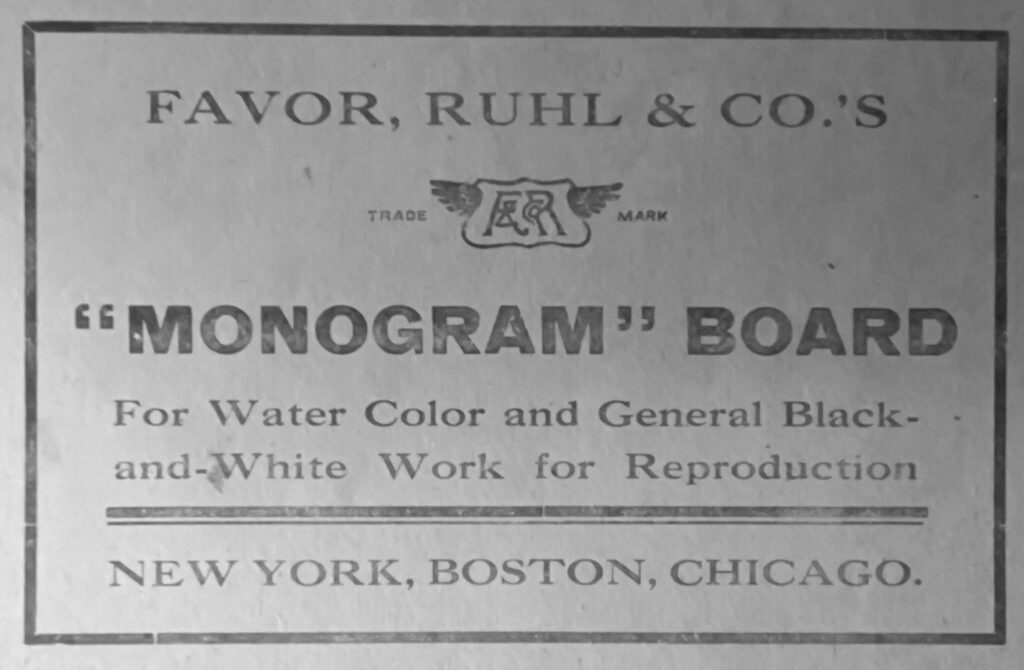 FAVOR, RUHL & CO.'S
TRADE F&R MARK
“MONOGRAM” BOARD
For Water Color and General Black-
and-White Work for Reproduction
NEW YORK, BOSTON, CHICAGO.